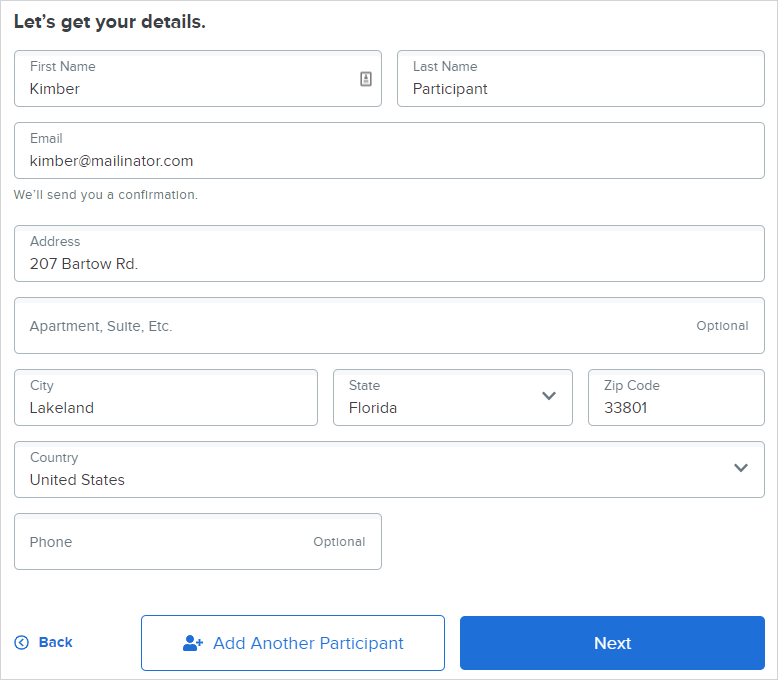 Let's get your details.
First Name
Kimber
Last Name
Participant
Email
kimber@mailinator.com
We'll send you a confirmation.
Address
207 Bartow Rd.
Apartment, Suite, Etc.
Optional
City
Lakeland
State
Florida
Zip Code
33801
Country
United States
Phone
Optional
Back
Add Another Participant
Next